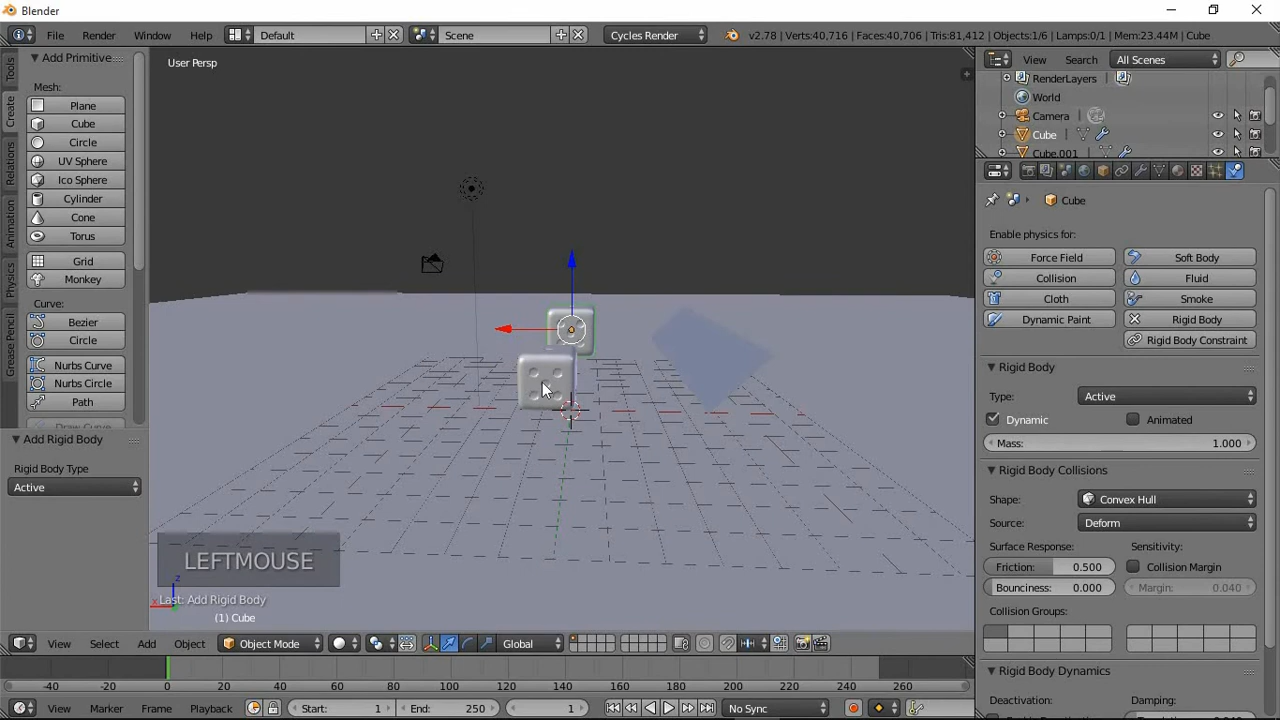 Blender
File Render Window Help Default Scene Cycles Render v2.78 | Verts:40,716 | Faces:40,706 | Tris:81,412 | Objects:1/6 | Lamps:0/1 | Mem:23.44M | Cube
Tools
Create
Relations
Animation
Physics
Grease Pencil
Add Primitive
Mesh:
Plane
Cube
Circle
UV Sphere
Ico Sphere
Cylinder
Cone
Torus
Grid
Monkey
Curve:
Bezier
Circle
Nurbs Curve
Nurbs Circle
Path
Draw Curve
Add Rigid Body
Rigid Body Type
Active
User Persp
LEFTMOUSE
Last: Add Rigid Body
(1) Cube
z
x
View Select Add Object Object Mode Global
-40 -20 0 20 40 60 80 100 120 140 160 180 200 220 240 260
View Marker Frame Playback Start: 1 End: 250 1 No Sync
View Search All Scenes
RenderLayers
World
Camera
Cube
Cube.001
Cube
Enable physics for:
Force Field Soft Body
Collision Fluid
Cloth Smoke
Dynamic Paint Rigid Body
Rigid Body Constraint
Rigid Body
Type: Active
Dynamic Animated
Mass: 1.000
Rigid Body Collisions
Shape: Convex Hull
Source: Deform
Surface Response: Sensitivity:
Friction: 0.500 Collision Margin
Bounciness: 0.000 Margin: 0.040
Collision Groups:
Rigid Body Dynamics
Deactivation: Damping: